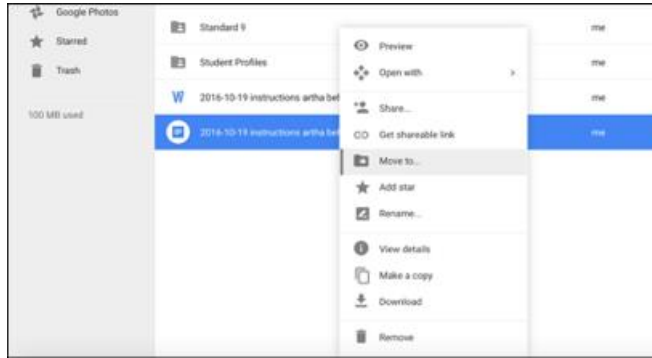 Google Photos
Starred
Trash
100 MB used
Standard 9
me
Student Profiles
me
W
2016-10-19 instructions artha bel
me
2016-10-19 instructions artha bel
me
Preview
Open with
Share...
Get shareable link
Move to...
Add star
Rename...
View details
Make a copy
Download
Remove